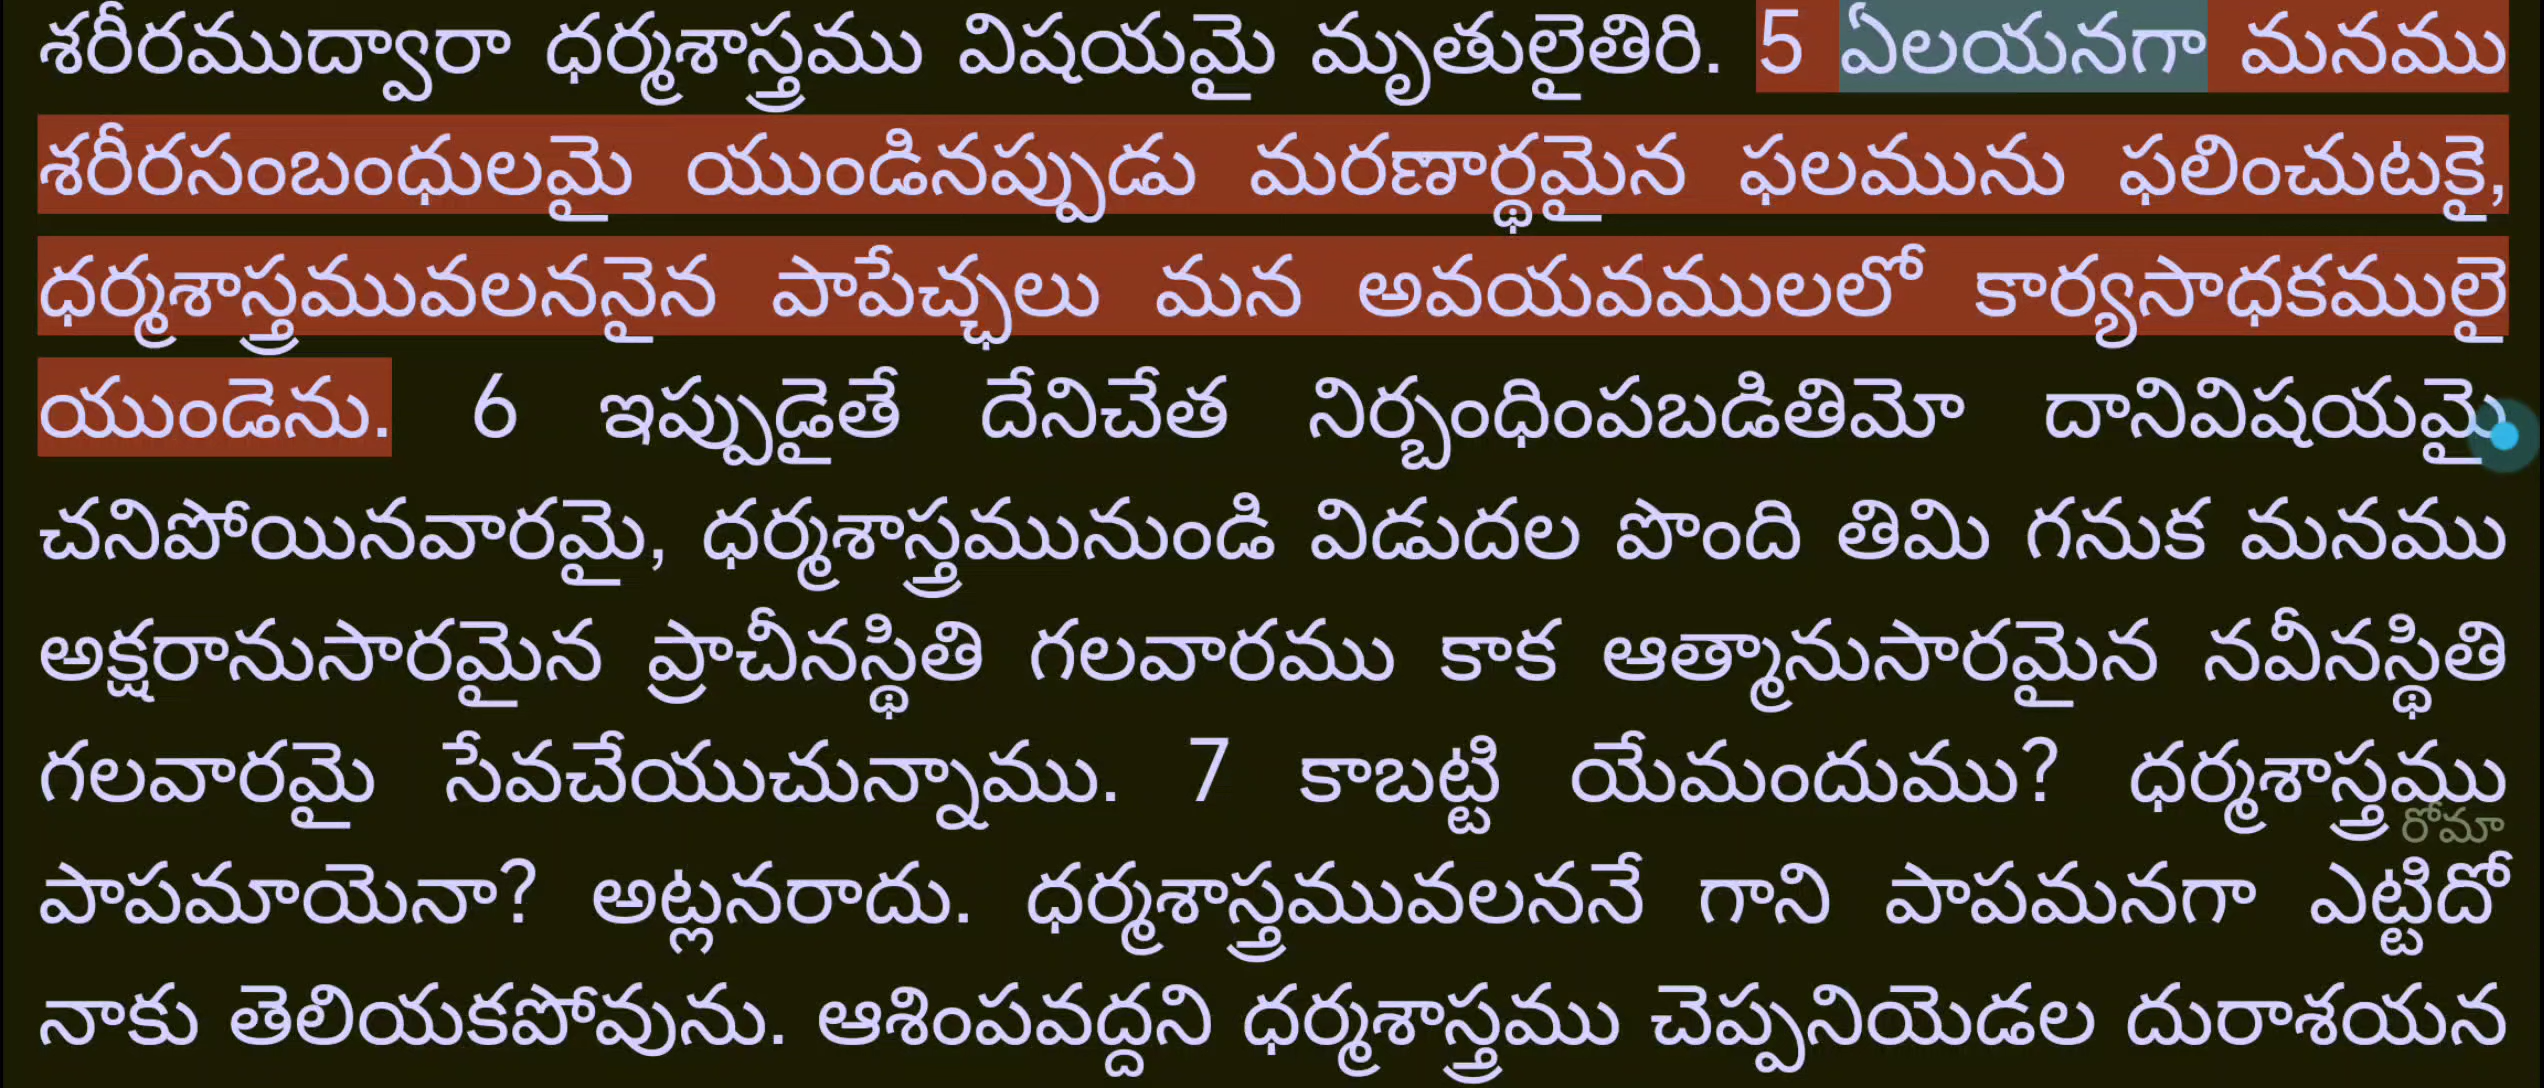 శరీరముద్వారా ధర్మశాస్త్రము విషయమై మృతులైతిరి. 5 ఏలయనగా మనము
శరీరసంబంధులమై యుండినప్పుడు మరణార్థమైన ఫలమును ఫలించుటకై,
ధర్మశాస్త్రమువలననైన పాపేచ్ఛలు మన అవయవములలో కార్యసాధకములై
యుండెను. 6 ఇప్పుడైతే దేనిచేత నిర్బంధింపబడితిమో దానివిషయమై
చనిపోయినవారమై, ధర్మశాస్త్రమునుండి విడుదల పొంది తిమి గనుక మనము
అక్షరానుసారమైన ప్రాచీనస్థితి గలవారము కాక ఆత్మానుసారమైన నవీనస్థితి
గలవారమై సేవచేయుచున్నాము. 7 కాబట్టి యేమందుము? ధర్మశాస్త్రము
రోమా
పాపమాయెనా? అట్లనరాదు. ధర్మశాస్త్రమువలననే గాని పాపమనగా ఎట్టిదో
నాకు తెలియకపోవును. ఆశింపవద్దని ధర్మశాస్త్రము చెప్పనియెడల దురాశయన